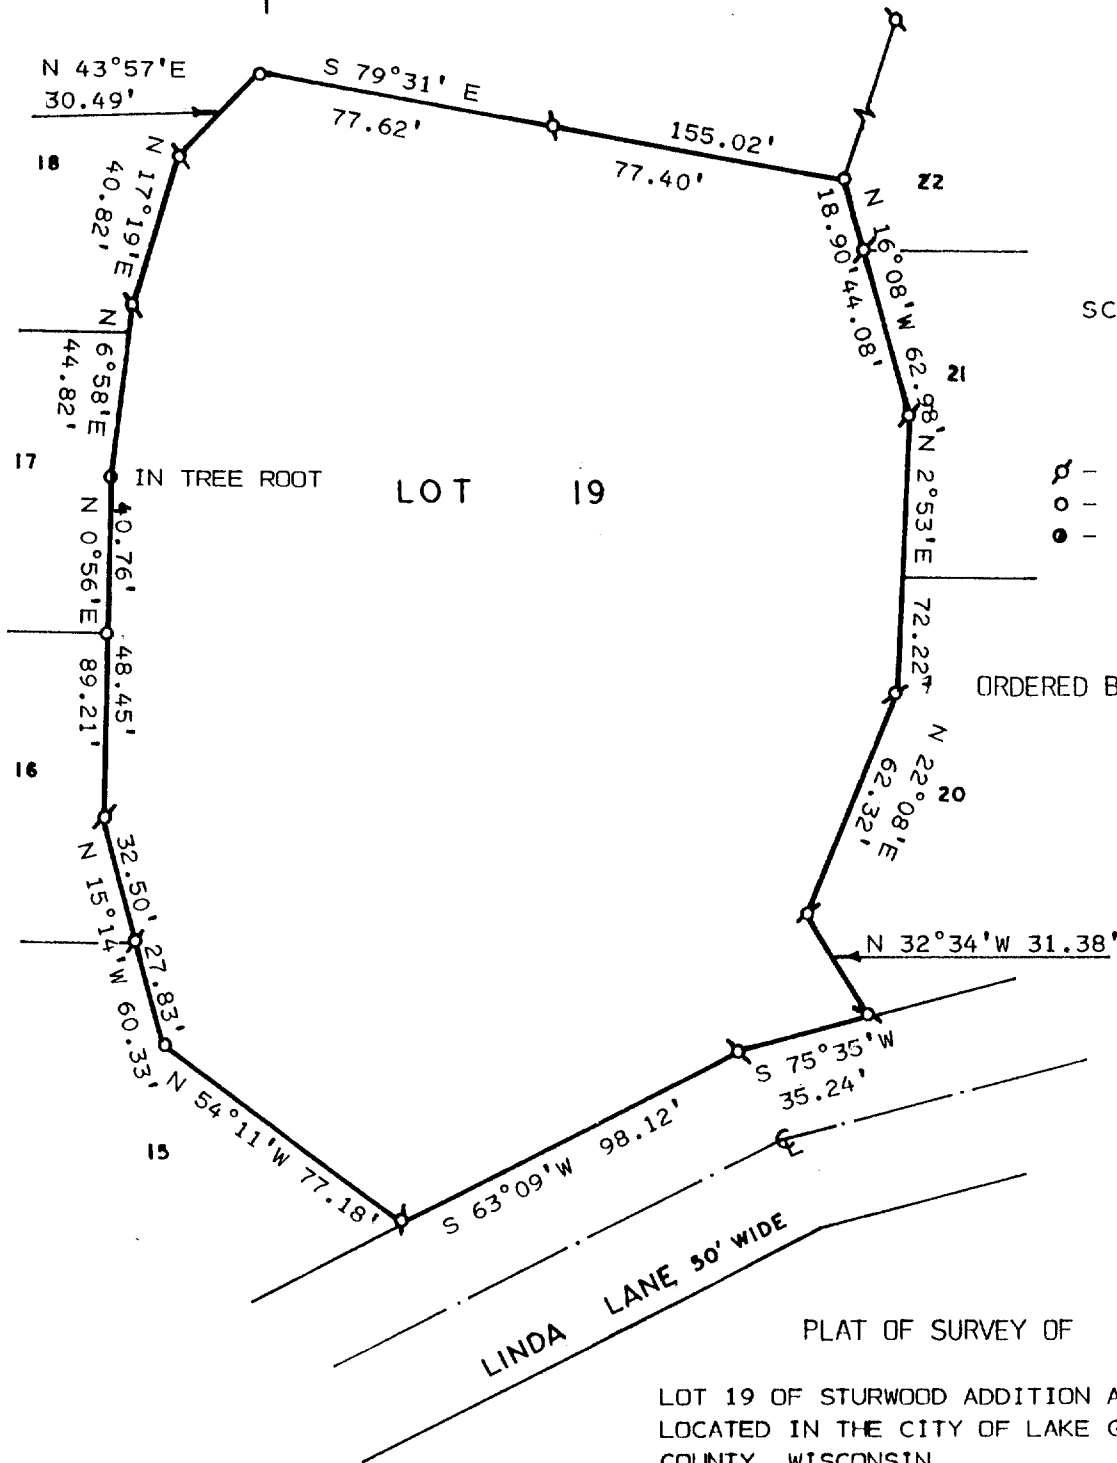 N 43°57'E
30.49'
S 79°31' E
77.62'
155.02'
77.40'
18
N 17°19'E
40.82'
22
N 16°08'W 62.98'
18.90'
44.08'
SC
21
N 6°58'E
44.82'
17
IN TREE ROOT
LOT 19
N 2°53'E 72.22'
N 0°56'E 89.21'
40.76'
48.45'
ORDERED B
16
N 22°08'E
62.32'
20
32.50'
27.83'
N 15°14'W 60.33'
N 32°34'W 31.38'
S 75°35'W
35.24'
N 54°11'W 77.18'
15
S 63°09'W 98.12'
LINDA LANE 50' WIDE
PLAT OF SURVEY OF
LOT 19 OF STURWOOD ADDITION A
LOCATED IN THE CITY OF LAKE G
COUNTY, WISCONSIN